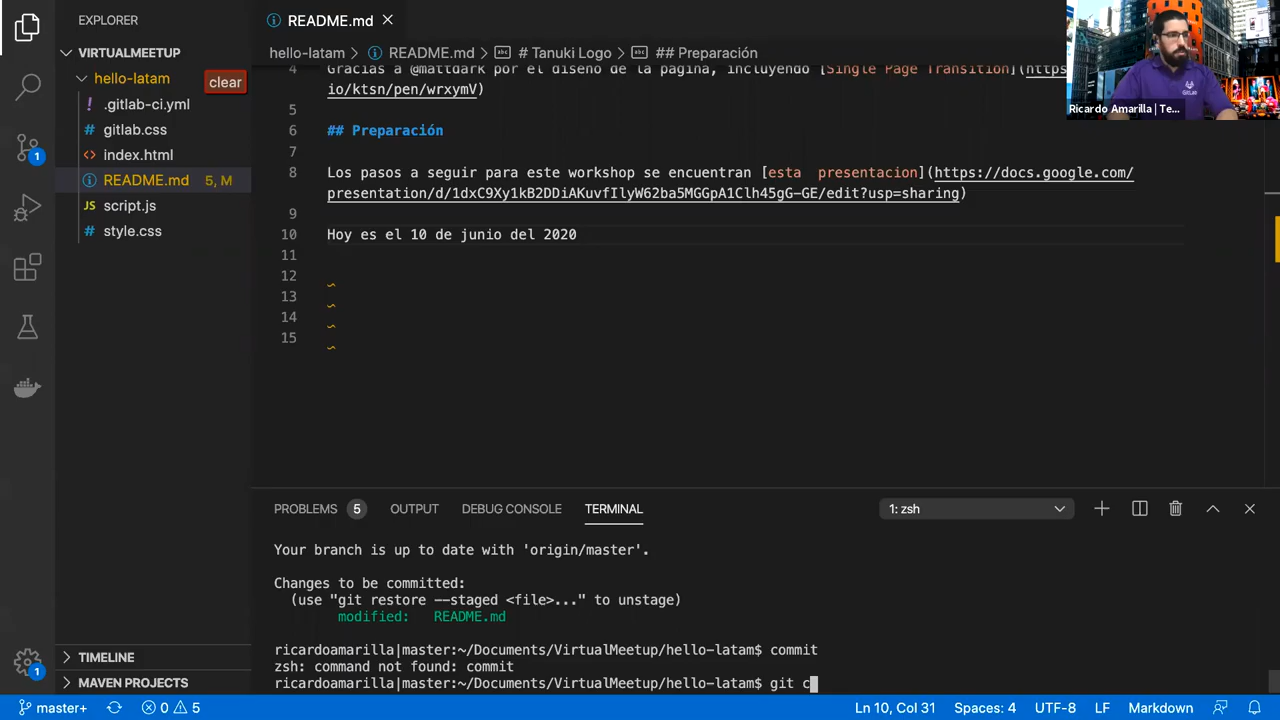 EXPLORER
README.md
VIRTUALMEETUP
hello-latam
clear
.gitlab-ci.yml
gitlab.css
index.html
README.md 5, M
JS script.js
style.css
TIMELINE
MAVEN PROJECTS
hello-latam > README.md > # Tanuki Logo > ## Preparación
4 Gracias a @mattdark por el diseño de la página, incluyendo [Single Page Transition](https
io/ktsn/pen/wrxymV)
5
6 ## Preparación
7
8 Los pasos a seguir para este workshop se encuentran [esta  presentacion](https://docs.google.com/
presentation/d/1dxC9Xy1kB2DDiAKuvfIlyW62ba5MGGpA1Clh45gG-GE/edit?usp=sharing)
9
10 Hoy es el 10 de junio del 2020
11
12
13
14
15
Ricardo Amarilla | Te...
GitLab
PROBLEMS 5 OUTPUT DEBUG CONSOLE TERMINAL 1: zsh
Your branch is up to date with 'origin/master'.
Changes to be committed:
(use "git restore --staged <file>..." to unstage)
modified:   README.md
ricardoamarilla|master:~/Documents/VirtualMeetup/hello-latam$ commit
zsh: command not found: commit
ricardoamarilla|master:~/Documents/VirtualMeetup/hello-latam$ git c
1
1
master+ 0 5 Ln 10, Col 31 Spaces: 4 UTF-8 LF Markdown